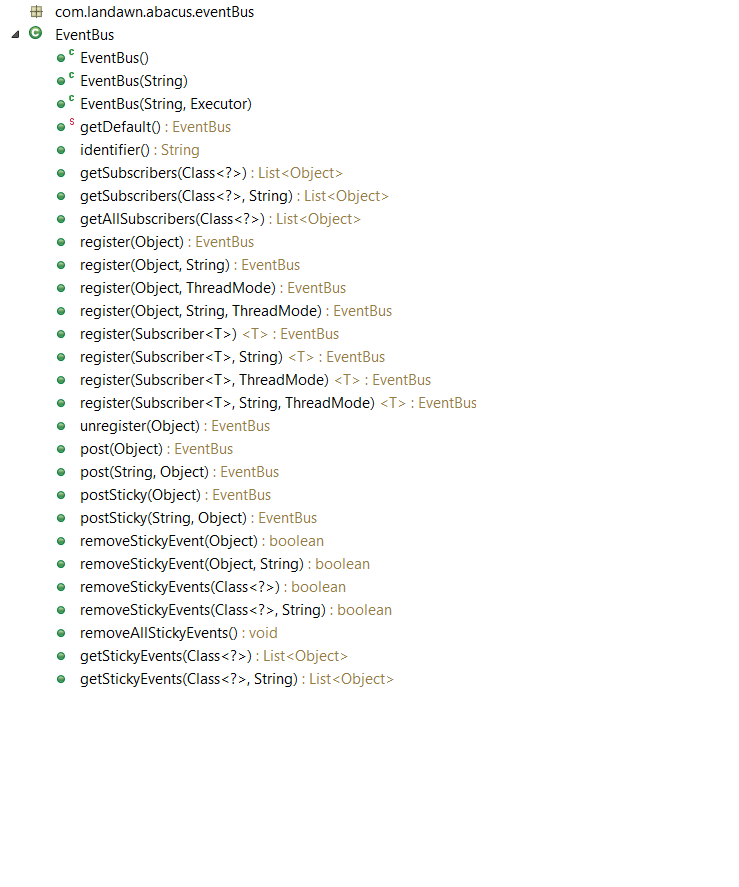 com.landawn.abacus.eventBus
C EventBus
C EventBus()
C EventBus(String)
C EventBus(String, Executor)
S getDefault() : EventBus
identifier() : String
getSubscribers(Class<?>) : List<Object>
getSubscribers(Class<?>, String) : List<Object>
getAllSubscribers(Class<?>) : List<Object>
register(Object) : EventBus
register(Object, String) : EventBus
register(Object, ThreadMode) : EventBus
register(Object, String, ThreadMode) : EventBus
register(Subscriber<T>) <T> : EventBus
register(Subscriber<T>, String) <T> : EventBus
register(Subscriber<T>, ThreadMode) <T> : EventBus
register(Subscriber<T>, String, ThreadMode) <T> : EventBus
unregister(Object) : EventBus
post(Object) : EventBus
post(String, Object) : EventBus
postSticky(Object) : EventBus
postSticky(String, Object) : EventBus
removeStickyEvent(Object) : boolean
removeStickyEvent(Object, String) : boolean
removeStickyEvents(Class<?>) : boolean
removeStickyEvents(Class<?>, String) : boolean
removeAllStickyEvents() : void
getStickyEvents(Class<?>) : List<Object>
getStickyEvents(Class<?>, String) : List<Object>